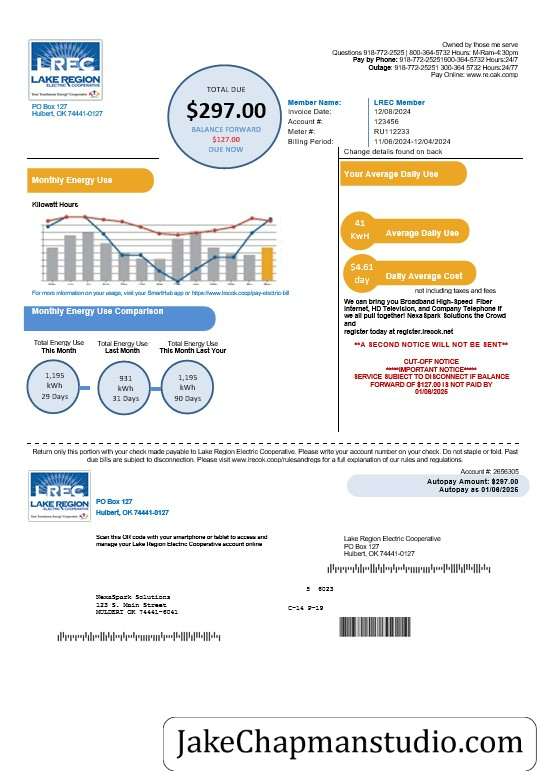 LREC
LAKE REGION
ELECTRIC COOPERATIVE
Your Touchstone Energy® Cooperative
PO Box 127
Hulbert, OK 74441-0127
TOTAL DUE
$297.00
BALANCE FORWARD
$127.00
DUE NOW
Owned by those me serve
Questions 918-772-2525 | 800-364-5732 Hours: M-Ram-4:30pm
Pay by Phone: 918-772-25251600-364-5732 Hours:24/7
Outage: 918-772-25251 300-364 5732 Hours:24/77
Pay Online: www·re.oak.comp
Member Name: LREC Member
Invoice Date: 12/08/2024
Account #: 123456
Meter #: RU112233
Billing Period: 11/06/2024-12/04/2024
Change details found on back
Monthly Energy Use
Kilowatt Hours
For more information on your usage, visit your SmartHub app or https://www.lrecok.coop/pay-electric-bill
Monthly Energy Use Comparison
Total Energy Use
This Month
Total Energy Use
Last Month
Total Energy Use
This Month Last Your
1,195
kWh
29 Days
931
kWh
31 Days
1,195
kWh
90 Days
Your Average Daily Use
41
KwH
Average Daily Use
$4.61
day
Daily Average Cost
not including taxes and fees
We can bring you Broadband High-Speed Fiber
Internet, HD Television, and Company Telephone if
we all pull together! NexaSpark Solutions the Crowd
and
register today at register.lrecok.net
**A SECOND NOTICE WILL NOT BE SENT**
CUT-OFF NOTICE
*****IMPORTANT NOTICE*****
SERVICE SUBJECT TO DISCONNECT IF BALANCE
FORWARD OF $127.00 IS NOT PAID BY
01/06/2025
Return only this portion with your check made payable to Lake Region Electric Cooperative. Please write your account number on your check. Do not staple or fold. Past
due bills are subject to disconnection. Please visit www.lrecok.coop/rulesandregs for a full explanation of our rules and regulations.
LREC
LAKE REGION
ELECTRIC COOPERATIVE
Your Touchstone Energy® Cooperative
PO Box 127
Hulbert, OK 74441-0127
Account #: 2656305
Autopay Amount: $297.00
Autopay as 01/06/2025
Scan this QR code with your smartphone or tablet to access and
manage your Lake Region Electric Cooperative account online
Lake Region Electric Cooperative
PO Box 127
Hulbert, OK 74441-0127
NexaSpark Solutions
123 S. Main Street
HULDERT OK 74441-6041
5 6023
C-14 9-19
JakeChapmanstudio.com